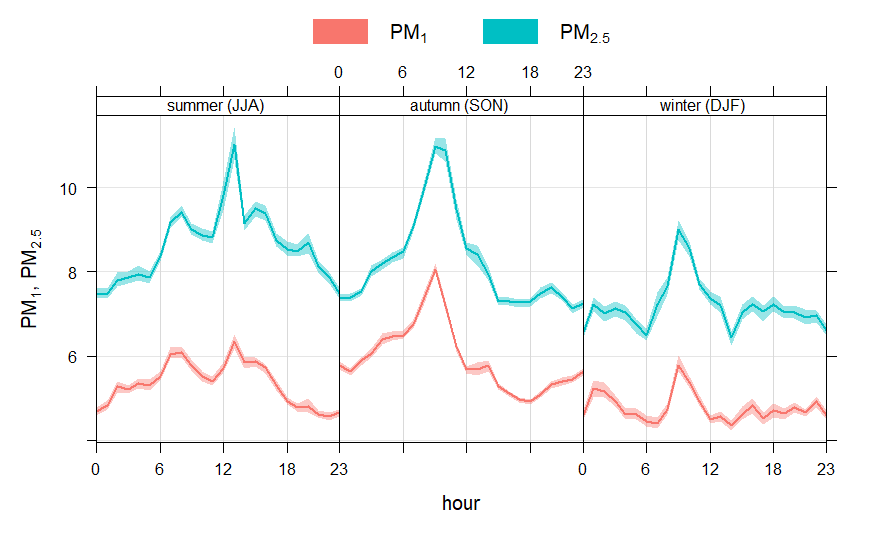 PM1 PM2.5
0 6 12 18 23
summer (JJA) autumn (SON) winter (DJF)
10
8
6
PM1, PM2.5
0 6 12 18 23 0 6 12 18 23
hour